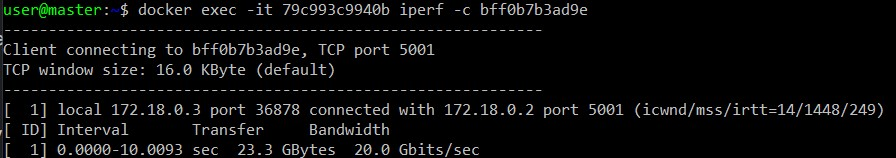 user@master:~$ docker exec -it 79c993c9940b iperf -c bff0b7b3ad9e
------------------------------------------------------------
Client connecting to bff0b7b3ad9e, TCP port 5001
TCP window size: 16.0 KByte (default)
------------------------------------------------------------
[  1] local 172.18.0.3 port 36878 connected with 172.18.0.2 port 5001 (icwnd/mss/irtt=14/1448/249)
[ ID] Interval       Transfer     Bandwidth
[  1] 0.0000-10.0093 sec  23.3 GBytes  20.0 Gbits/sec